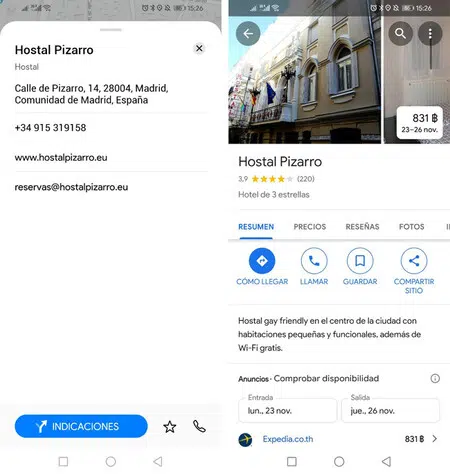 15:26
Hostal Pizarro
Hostal
Calle de Pizarro, 14, 28004, Madrid,
Comunidad de Madrid, España
+34 915 319158
www.hostalpizarro.eu
reservas@hostalpizarro.eu
INDICACIONES
15:26
831 ฿
23–26 nov.
Hostal Pizarro
3,9 (220)
Hotel de 3 estrellas
RESUMEN PRECIOS RESEÑAS FOTOS
CÓMO LLEGAR LLAMAR GUARDAR COMPARTIR
SITIO
Hostal gay friendly en el centro de la ciudad con
habitaciones pequeñas y funcionales, además de
Wi-Fi gratis.
Anuncios · Comprobar disponibilidad
Entrada Salida
lun., 23 nov. jue., 26 nov.
Expedia.co.th 831 ฿